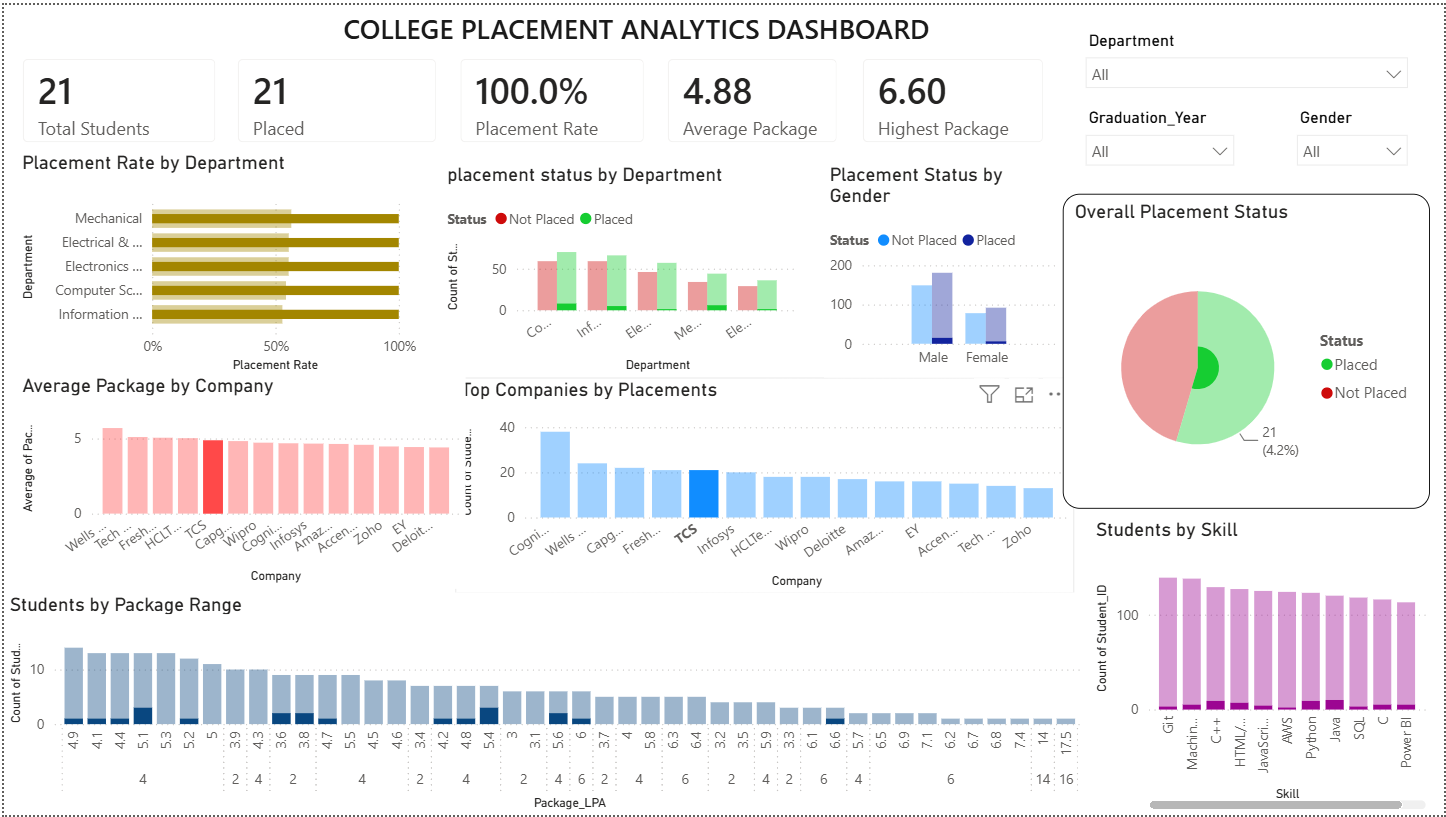 COLLEGE PLACEMENT ANALYTICS DASHBOARD
21
Total Students
21
Placed
100.0%
Placement Rate
4.88
Average Package
6.60
Highest Package
Department
All
Graduation_Year
All
Gender
All
Placement Rate by Department
Department
Mechanical
Electrical & ...
Electronics ...
Computer Sc...
Information ...
0% 50% 100%
Placement Rate
placement status by Department
Status Not Placed Placed
Count of St...
50
0
Co... Inf... Ele... Me... Ele...
Department
Placement Status by
Gender
Status Not Placed Placed
200
100
0
Male Female
Overall Placement Status
Status
Placed
Not Placed
21
(4.2%)
Average Package by Company
Average of Pac...
5
0
Wells ... Tech ... Fresh... HCLT... TCS Capg... Wipro Cogni... Infosys Amaz... Accen... Zoho EY Deloit...
Company
Top Companies by Placements
Count of Stude...
40
20
0
Cogni... Wells ... Capg... Fresh... TCS Infosys HCLTe... Wipro Deloitte Amaz... EY Accen... Tech ... Zoho
Company
Students by Package Range
Count of Stud...
10
0
4.9 4.1 4.4 5.1 5.3 5.2 5 3.9 4.3 3.6 3.8 4.7 5.5 4.5 4.6 3.4 4.2 4.8 5.4 3 3.1 5.6 6 3.7 4 5.8 6.3 6.4 3.2 3.5 5.9 3.3 6.1 6.6 5.7 6.5 6.9 7.1 6.2 6.7 6.8 7.4 14 17.5
4 2 4 2 4 2 4 2 4 6 2 4 6 2 4 2 6 4 6 14 16
Package_LPA
Students by Skill
Count of Student_ID
100
0
Git Machin... C++ HTML/... JavaScri... AWS Python Java SQL C Power BI
Skill